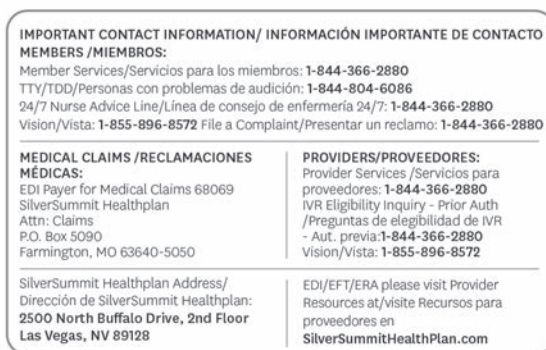 IMPORTANT CONTACT INFORMATION/ INFORMACIÓN IMPORTANTE DE CONTACTO
MEMBERS /MIEMBROS:
Member Services/Servicios para los miembros: 1-844-366-2880
TTY/TDD/Personas con problemas de audición: 1-844-804-6086
24/7 Nurse Advice Line/Línea de consejo de enfermería 24/7: 1-844-366-2880
Vision/Vista: 1-855-896-8572 File a Complaint/Presentar un reclamo: 1-844-366-2880
MEDICAL CLAIMS /RECLAMACIONES
MÉDICAS:
EDI Payer for Medical Claims 68069
SilverSummit Healthplan
Attn: Claims
P.O. Box 5090
Farmington, MO 63640-5050
PROVIDERS/PROVEEDORES:
Provider Services /Servicios para
proveedores: 1-844-366-2880
IVR Eligibility Inquiry - Prior Auth
/Preguntas de elegibilidad de IVR
- Aut. previa:1-844-366-2880
Vision/Vista: 1-855-896-8572
SilverSummit Healthplan Address/
Dirección de SilverSummit Healthplan:
2500 North Buffalo Drive, 2nd Floor
Las Vegas, NV 89128
EDI/EFT/ERA please visit Provider
Resources at/visite Recursos para
proveedores en
SilverSummitHealthPlan.com